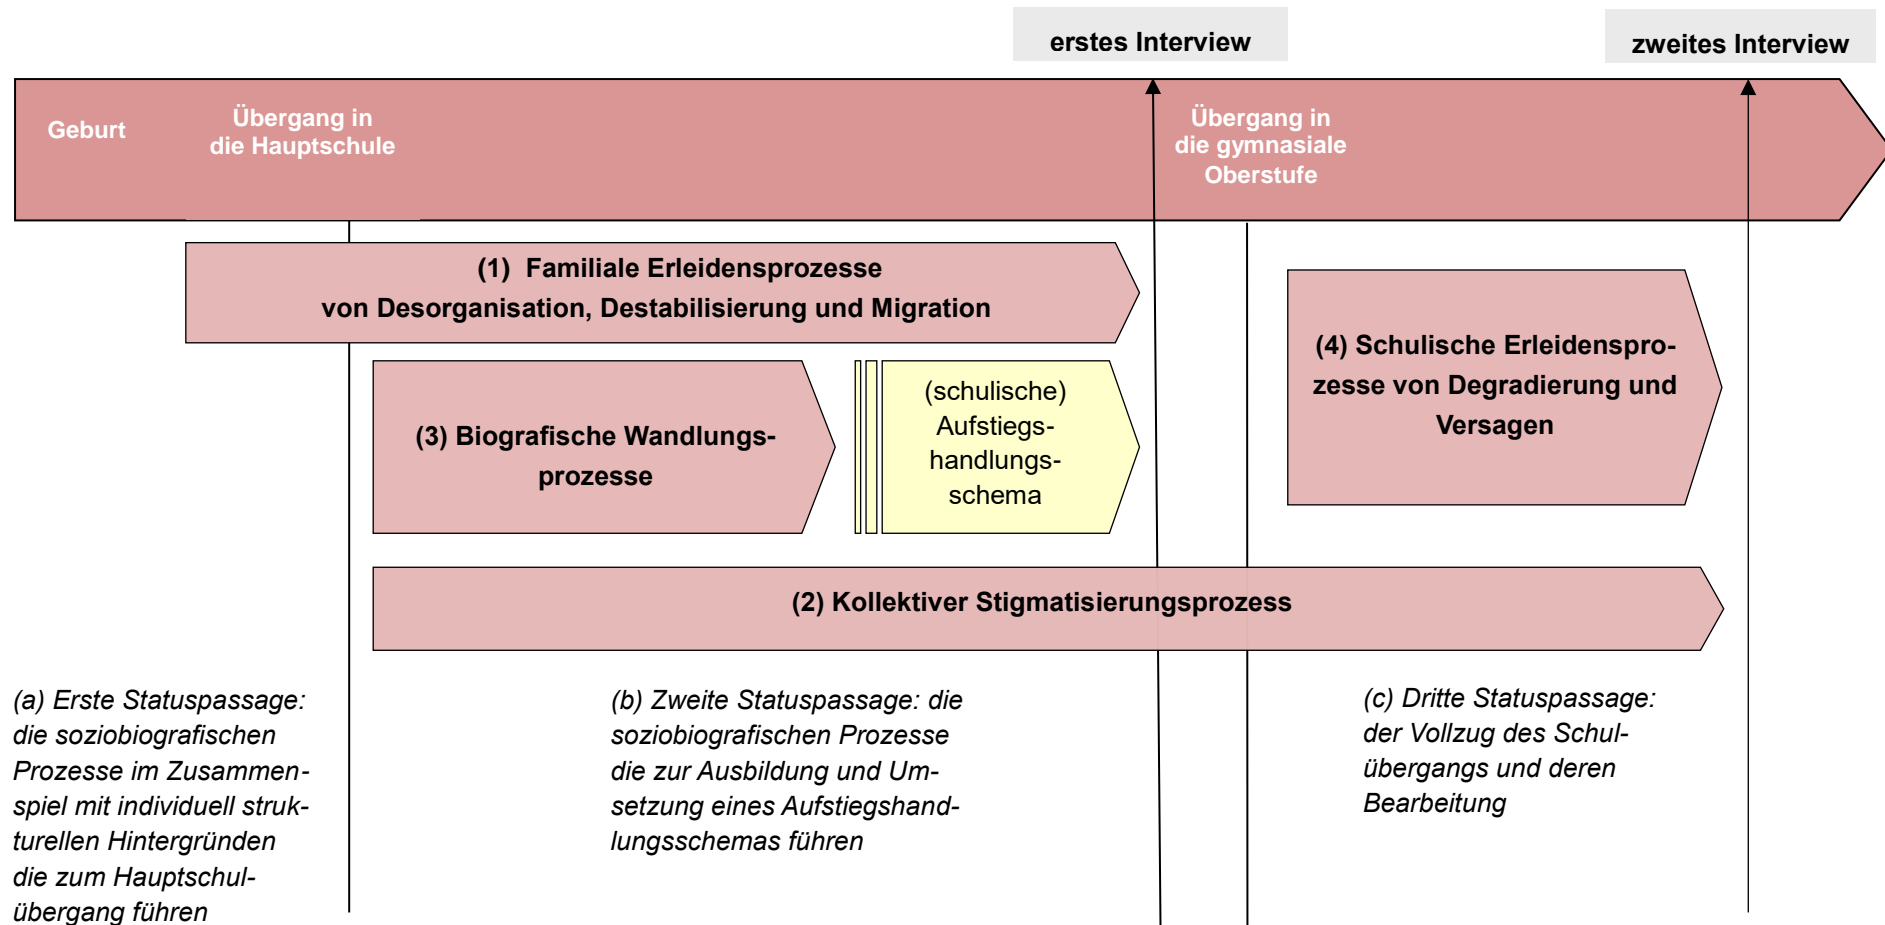 erstes Interview
zweites Interview
Geburt
Übergang in
die Hauptschule
Übergang in
die gymnasiale
Oberstufe
(1) Familiale Erleidensprozesse
von Desorganisation, Destabilisierung und Migration
(3) Biografische Wandlungs-
prozesse
(schulische)
Aufstiegs-
handlungs-
schema
(4) Schulische Erleidenspro-
zesse von Degradierung und
Versagen
(2) Kollektiver Stigmatisierungsprozess
(a) Erste Statuspassage:
die soziobiografischen
Prozesse im Zusammen-
spiel mit individuell struk-
turellen Hintergründen
die zum Hauptschul-
übergang führen
(b) Zweite Statuspassage: die
soziobiografischen Prozesse
die zur Ausbildung und Um-
setzung eines Aufstiegshand-
lungsschemas führen
(c) Dritte Statuspassage:
der Vollzug des Schul-
übergangs und deren
Bearbeitung